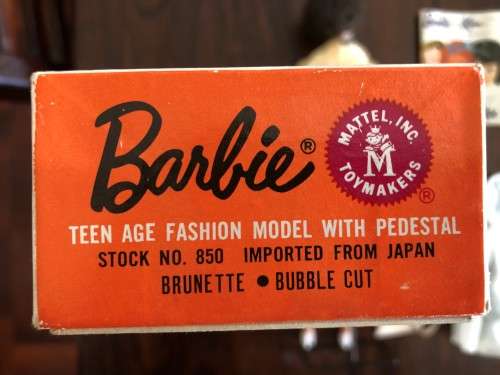 Barbie®
MATTEL, INC.
M
TOYMAKERS
®
TEEN AGE FASHION MODEL WITH PEDESTAL
STOCK NO. 850 IMPORTED FROM JAPAN
BRUNETTE • BUBBLE CUT